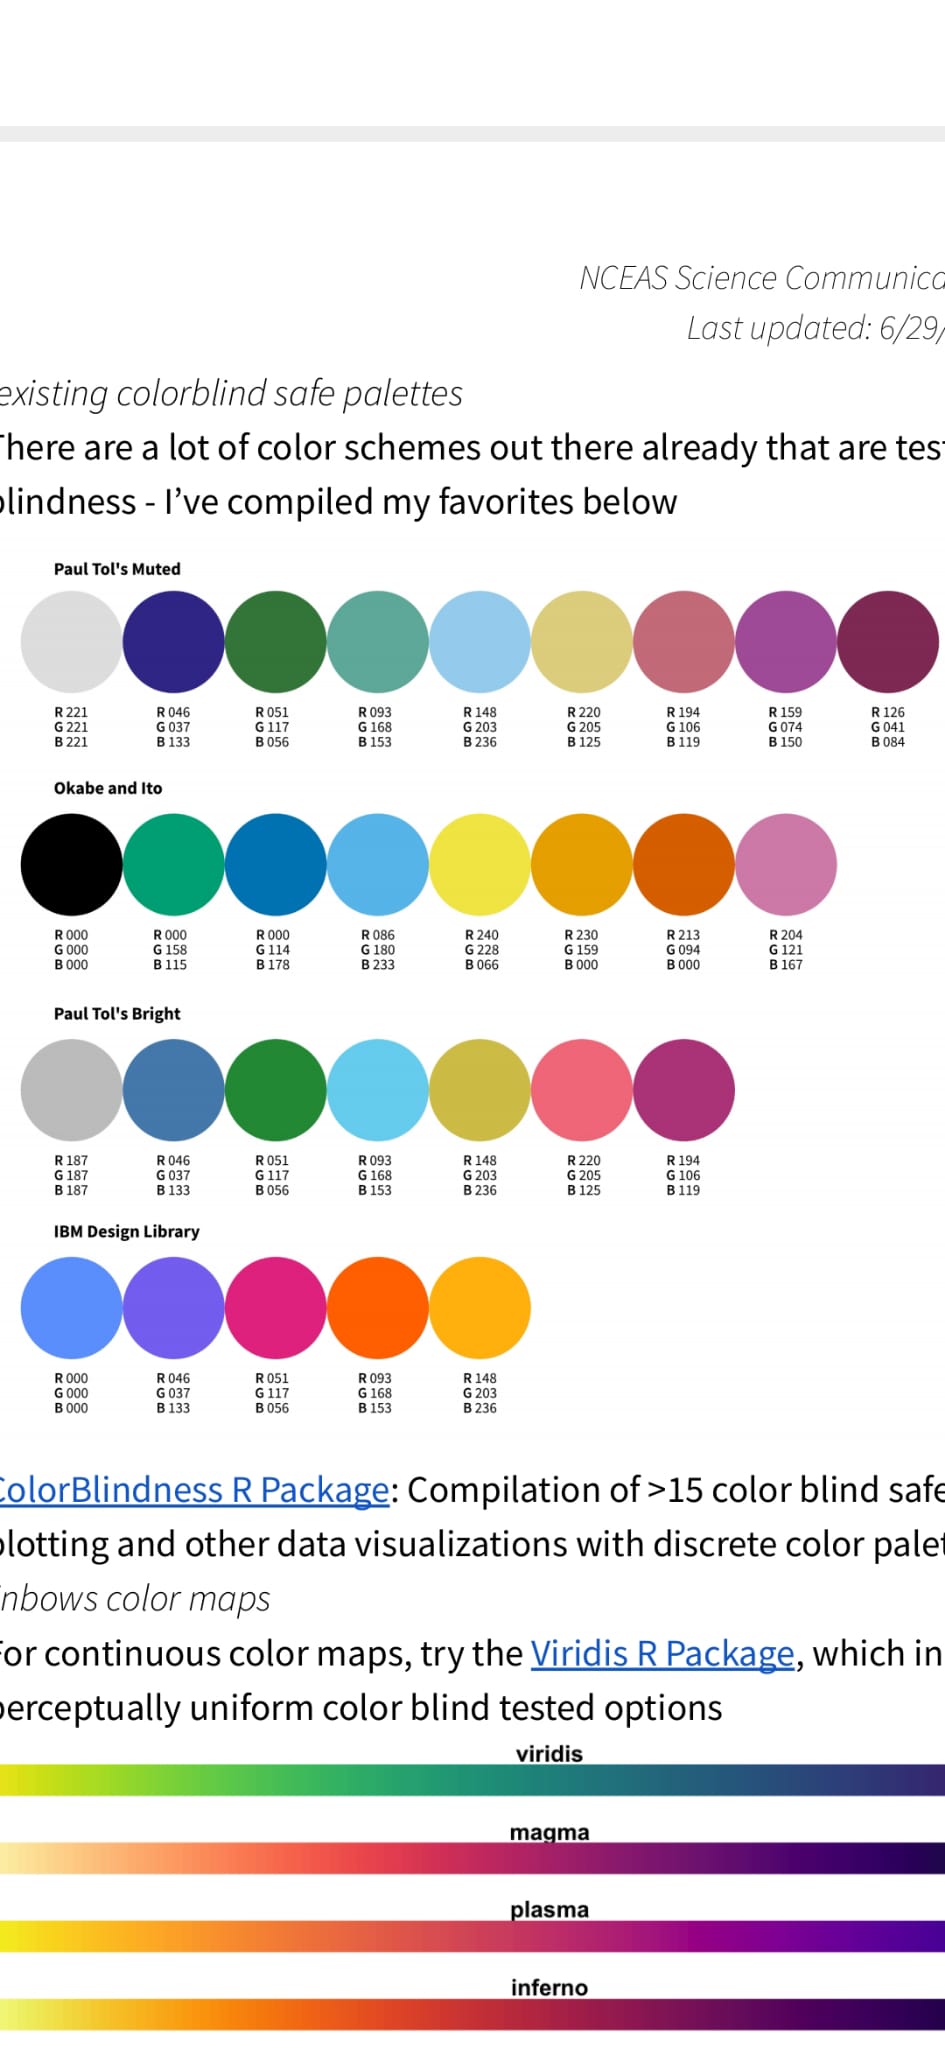 NCEAS Science Communica
Last updated: 6/29/
existing colorblind safe palettes
There are a lot of color schemes out there already that are tes
blindness - I've compiled my favorites below
Paul Tol's Muted
R 221 R 046 R 051 R 093 R 148 R 220 R 194 R 159 R 126
G 221 G 037 G 117 G 168 G 203 G 205 G 106 G 074 G 041
B 221 B 133 B 056 B 153 B 236 B 125 B 119 B 150 B 084
Okabe and Ito
R 000 R 000 R 000 R 086 R 240 R 230 R 213 R 204
G 000 G 158 G 114 G 180 G 228 G 159 G 094 G 121
B 000 B 115 B 178 B 233 B 066 B 000 B 000 B 167
Paul Tol's Bright
R 187 R 046 R 051 R 093 R 148 R 220 R 194
G 187 G 037 G 117 G 168 G 203 G 205 G 106
B 187 B 133 B 056 B 153 B 236 B 125 B 119
IBM Design Library
R 000 R 046 R 051 R 093 R 148
G 000 G 037 G 117 G 168 G 203
B 000 B 133 B 056 B 153 B 236
ColorBlindness R Package: Compilation of >15 color blind safe
plotting and other data visualizations with discrete color palet
inbows color maps
For continuous color maps, try the Viridis R Package, which in
perceptually uniform color blind tested options
viridis
magma
plasma
inferno